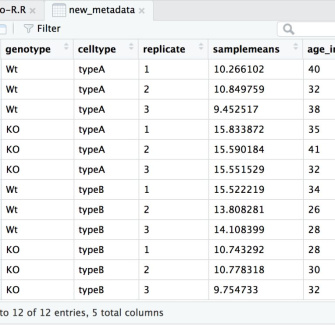 o-R.R × new_metadata ×
Filter
genotype celltype replicate samplemeans age_in
Wt typeA 1 10.266102 40
Wt typeA 2 10.849759 32
Wt typeA 3 9.452517 38
KO typeA 1 15.833872 35
KO typeA 2 15.590184 41
KO typeA 3 15.551529 32
Wt typeB 1 15.522219 34
Wt typeB 2 13.808281 26
Wt typeB 3 14.108399 28
KO typeB 1 10.743292 28
KO typeB 2 10.778318 30
KO typeB 3 9.754733 32
to 12 of 12 entries, 5 total columns